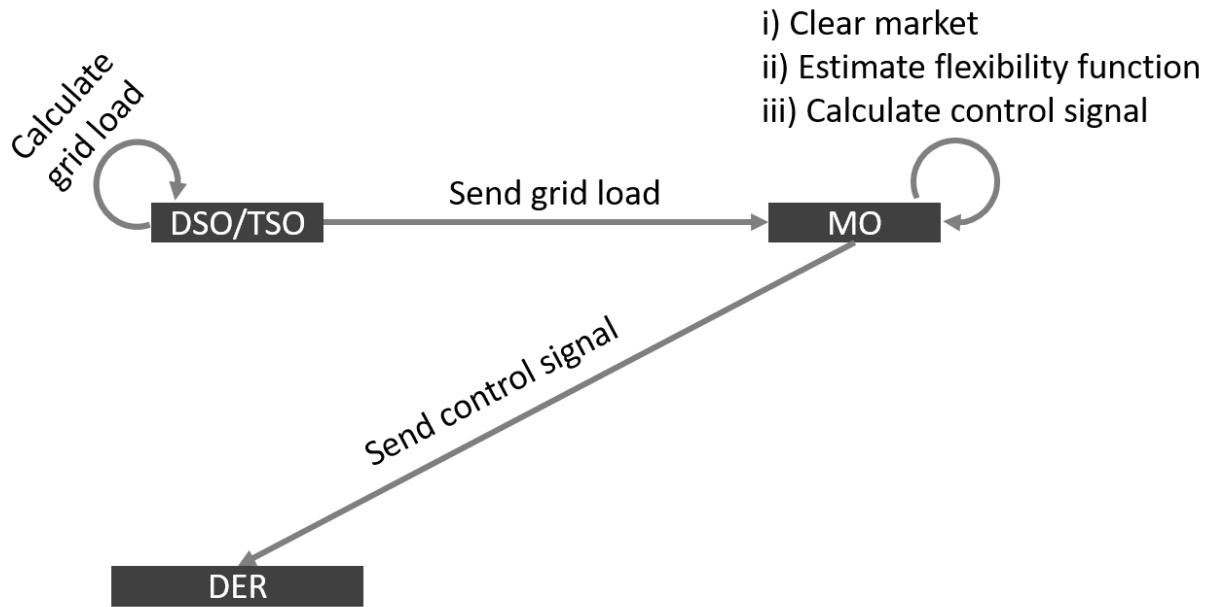 i) Clear market
ii) Estimate flexibility function
iii) Calculate control signal
Calculate
grid load
Send grid load
DSO/TSO
MO
Send control signal
DER